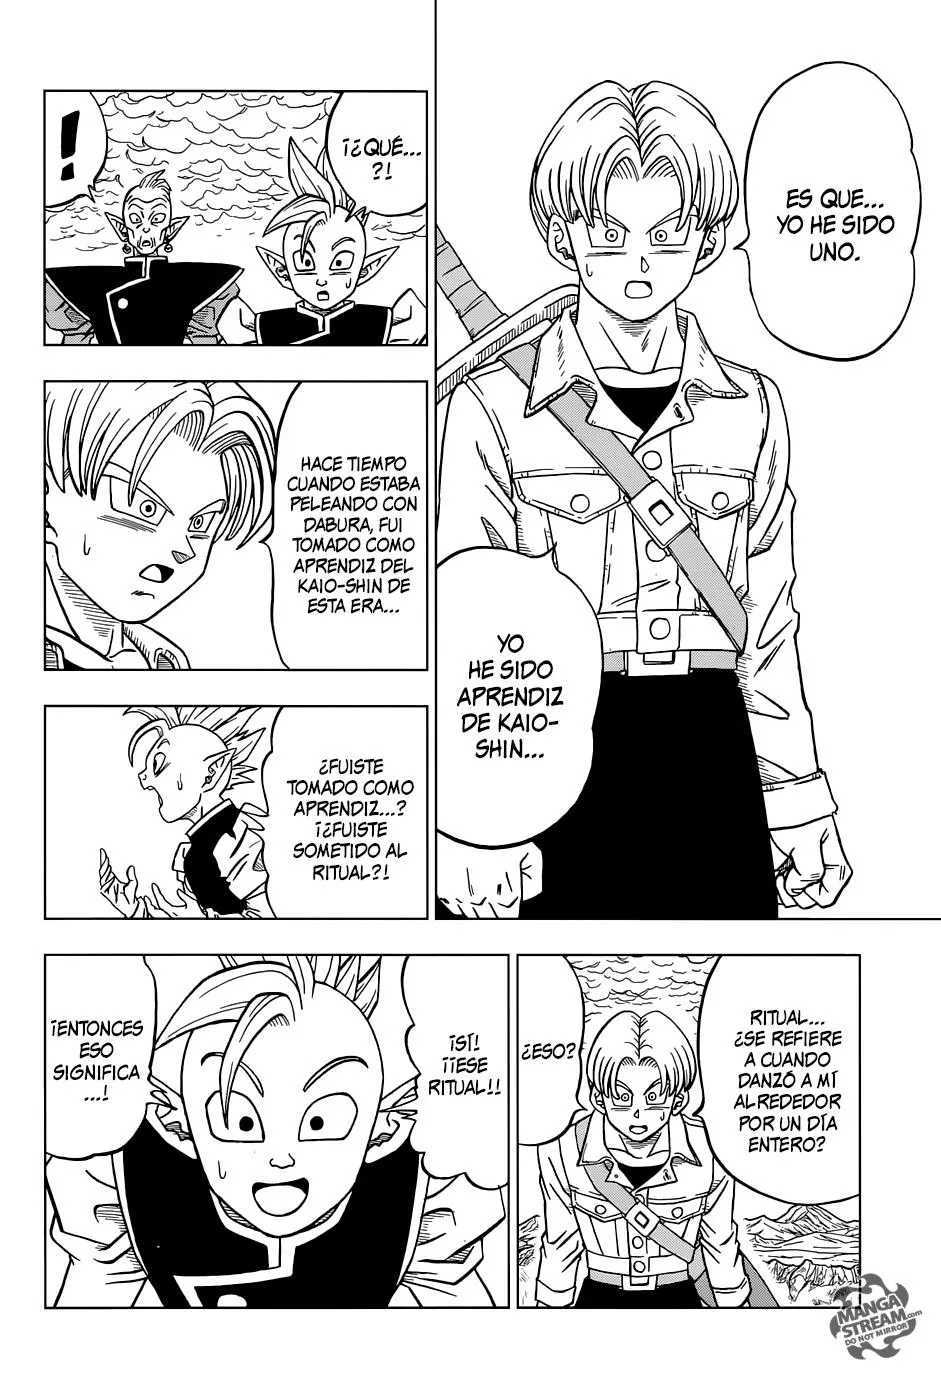 ES QUE...
YO HE SIDO
UNO.
YO
HE SIDO
APRENDIZ
DE KAIO-
SHIN...
¡¿QUÉ...
?!
!
HACE TIEMPO
CUANDO ESTABA
PELEANDO CON
DABURA, FUI
TOMADO COMO
APRENDIZ DEL
KAIO-SHIN DE
ESTA ERA...
¿FUISTE
TOMADO COMO
APRENDIZ...?
¡¿FUISTE
SOMETIDO AL
RITUAL?!
RITUAL...
¿SE REFIERE
A CUANDO
DANZÓ A MÍ
ALREDEDOR
POR UN DÍA
ENTERO?
¿ESO?
¡SÍ!
¡¡ESE
RITUAL!!
¡ENTONCES
ESO
SIGNIFICA
...!
MANGA
STREAM.com
DO NOT MIRROR